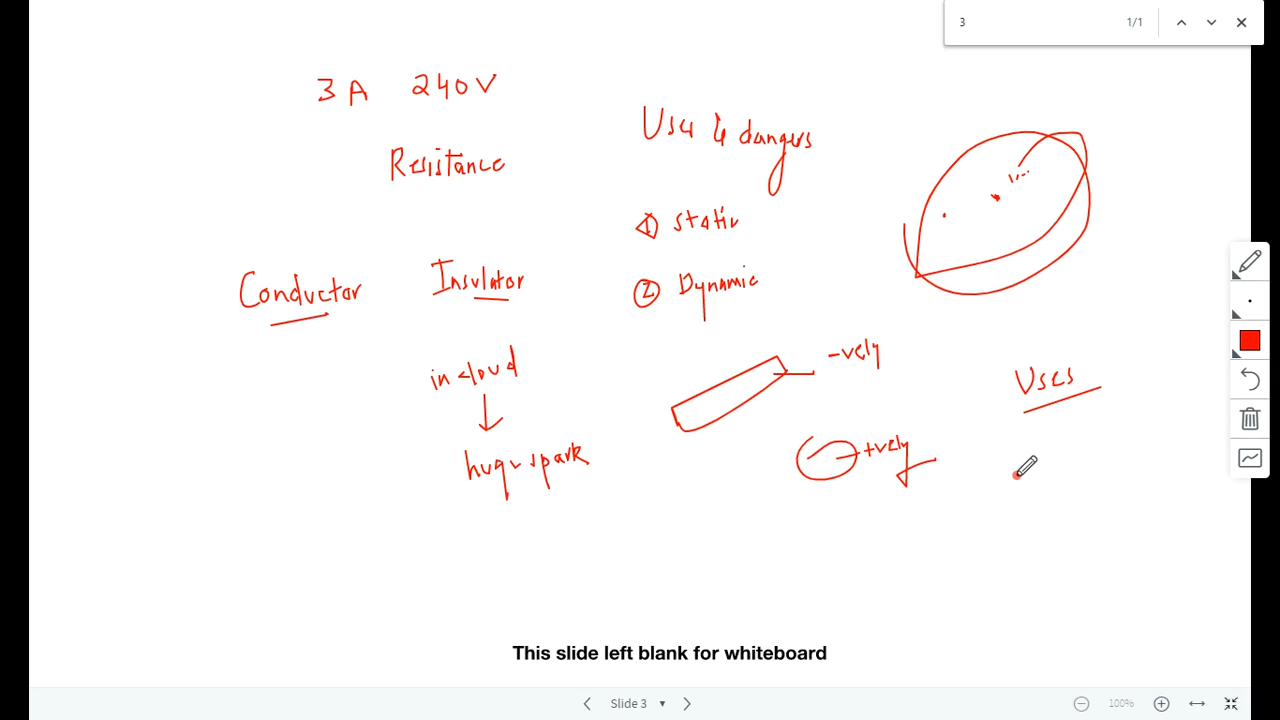 3 1/1
3 A 240V
Resistance
Uses & dangers
① Static
② Dynamic
Conductor Insulator
in cloud
huge spark
-vely
+vely
Uses
This slide left blank for whiteboard
Slide 3
100%